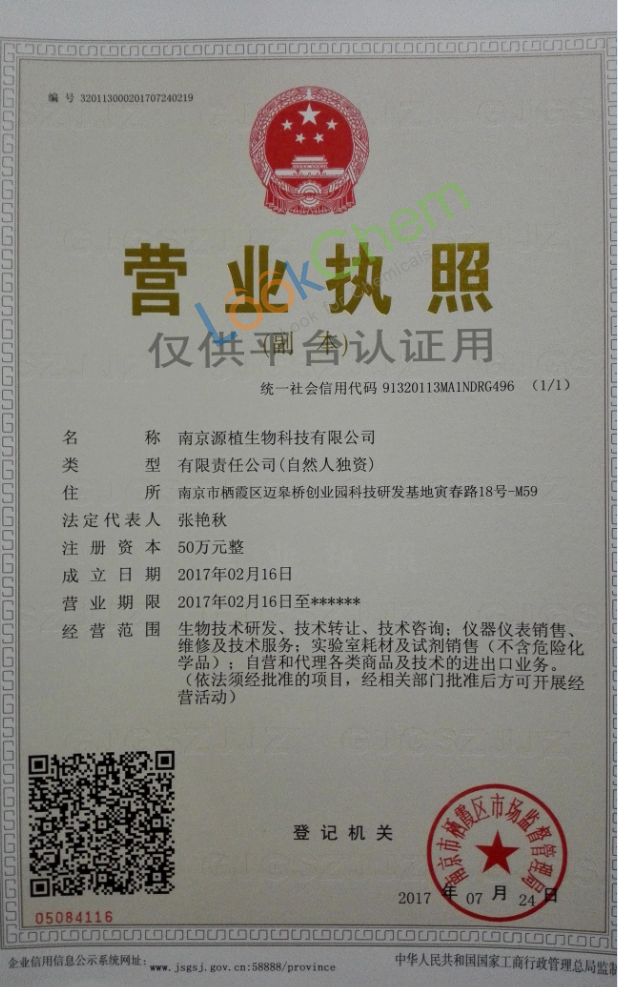 编 号 320113000201707240219
营业执照
(副 本)
LookChem
Look for Chemicals
仅供平台认证用
统一社会信用代码 91320113MA1NDRG496 (1/1)
名 称 南京源植生物科技有限公司
类 型 有限责任公司(自然人独资)
住 所 南京市栖霞区迈皋桥创业园科技研发基地寅春路18号-M59
法定代表人 张艳秋
注册资本 50万元整
成立日期 2017年02月16日
营业期限 2017年02月16日至******
经营范围 生物技术研发、技术转让、技术咨询；仪器仪表销售、
维修及技术服务；实验室耗材及试剂销售（不含危险化
学品）；自营和代理各类商品及技术的进出口业务。
（依法须经批准的项目，经相关部门批准后方可开展经
营活动）
登记机关
南京市栖霞区市场监督管理局
2017 年 07 月 24 日
05084116
企业信用信息公示系统网址：www.jsgsj.gov.cn:58888/province
中华人民共和国国家工商行政管理总局监制